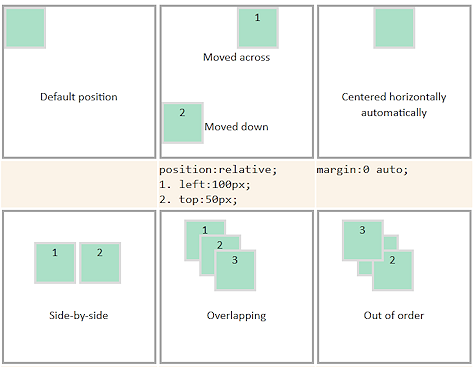 1
Moved across
Default position
Centered horizontally
automatically
2
Moved down
position:relative;
1. left:100px;
2. top:50px;
margin:0 auto;
1
2
Side-by-side
1
2
3
Overlapping
3
2
Out of order